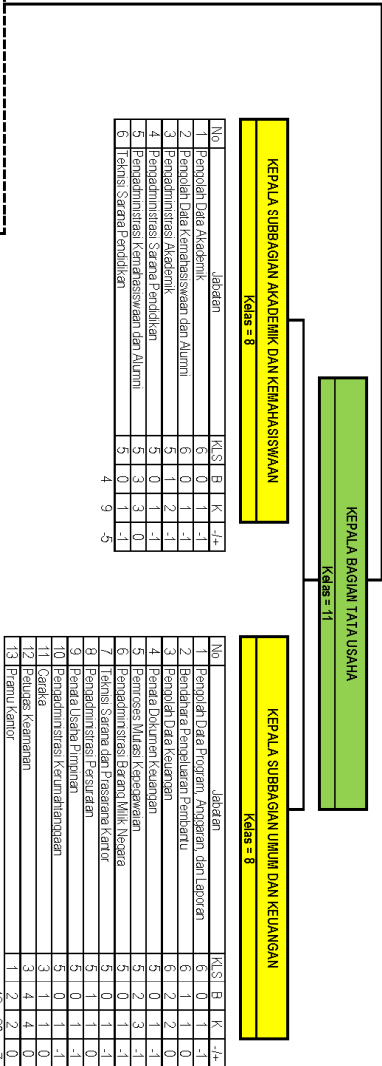 KEPALA BAGIAN TATA USAHA
Kelas = 11
KEPALA SUBBAGIAN AKADEMIK DAN KEMAHASISWAAN
Kelas = 8
No Jabatan KLS B K -/+
1 Pengolah Data Akademik 6 0 1 -1
2 Pengolah Data Kemahasiswaan dan Alumni 6 0 1 -1
3 Pengadministrasi Akademik 5 1 2 -1
4 Pengadministrasi Sarana Pendidikan 5 0 1 -1
5 Pengadministrasi Kemahasiswaan dan Alumni 5 3 3 0
6 Teknisi Sarana Pendidikan 5 0 1 -1
4 9 -5
KEPALA SUBBAGIAN UMUM DAN KEUANGAN
Kelas = 8
No Jabatan KLS B K -/+
1 Pengolah Data Program, Anggaran, dan Laporan 6 0 1 -1
2 Bendahara Pengeluaran Pembantu 6 1 1 0
3 Pengolah Data Keuangan 6 2 2 0
4 Penata Dokumen Keuangan 5 0 1 -1
5 Pemroses Mutasi Kepegawaian 5 2 3 -1
6 Pengadministrasi Barang Milik Negara 5 0 1 -1
7 Teknisi Sarana dan Prasarana Kantor 5 0 1 -1
8 Pengadministrasi Persuratan 5 1 1 0
9 Penata Usaha Pimpinan 5 0 1 -1
10 Pengadministrasi Kerumahtanggaan 5 0 1 -1
11 Caraka 3 1 1 0
12 Petugas Keamanan 3 4 4 0
13 Pramu Kantor 1 2 2 0